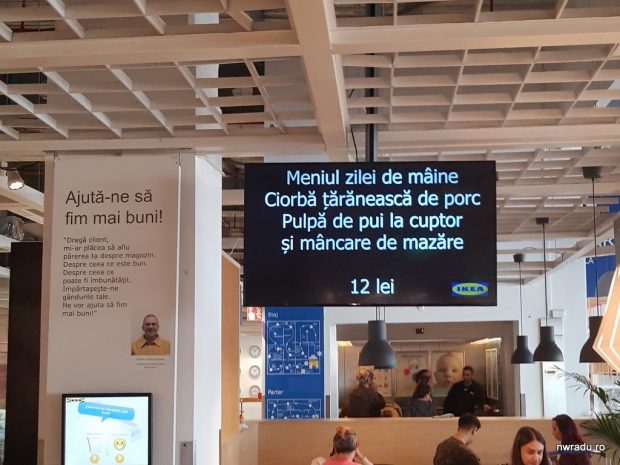 Ajută-ne să
fim mai buni!
"Dragă client,
mi-ar plăcea să aflu
părerea ta despre magazin.
Despre ceea ce este bun.
Despre ceea ce
poate fi îmbunătăţit.
Împărtaşeşte-ne
gândurile tale.
Ne vor ajuta să fim
mai buni!"
Meniul zilei de mâine
Ciorbă ţărănească de porc
Pulpă de pui la cuptor
şi mâncare de mazăre
12 lei
IKEA
Etaj
Parter
IKEA
nwradu.ro